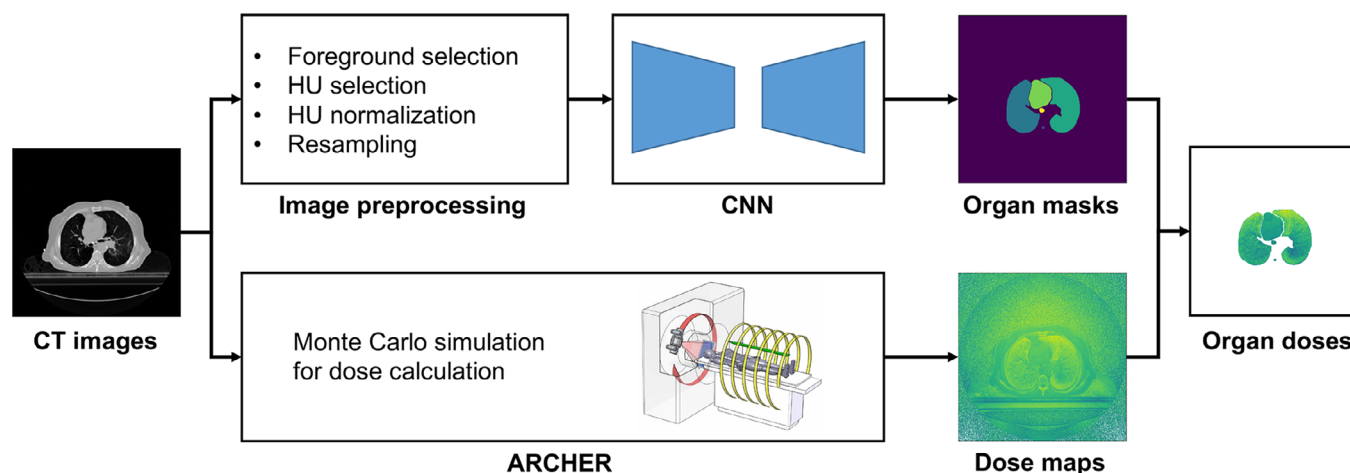 • Foreground selection
• HU selection
• HU normalization
• Resampling
Image preprocessing
CNN
Organ masks
CT images
Monte Carlo simulation
for dose calculation
ARCHER
Dose maps
Organ doses